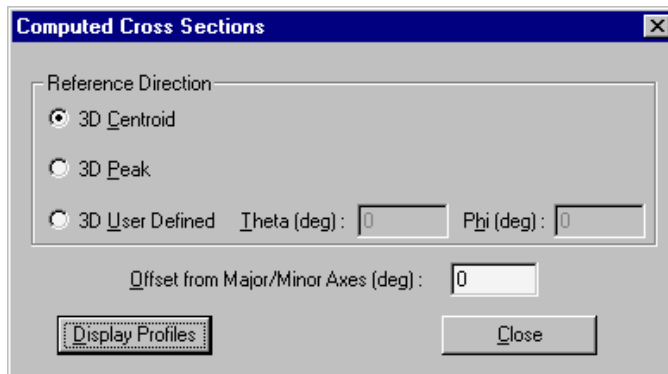 Computed Cross Sections
Reference Direction
3D Centroid
3D Peak
3D User Defined Theta (deg) : 0 Phi (deg) : 0
Offset from Major/Minor Axes (deg) : 0
Display Profiles Close